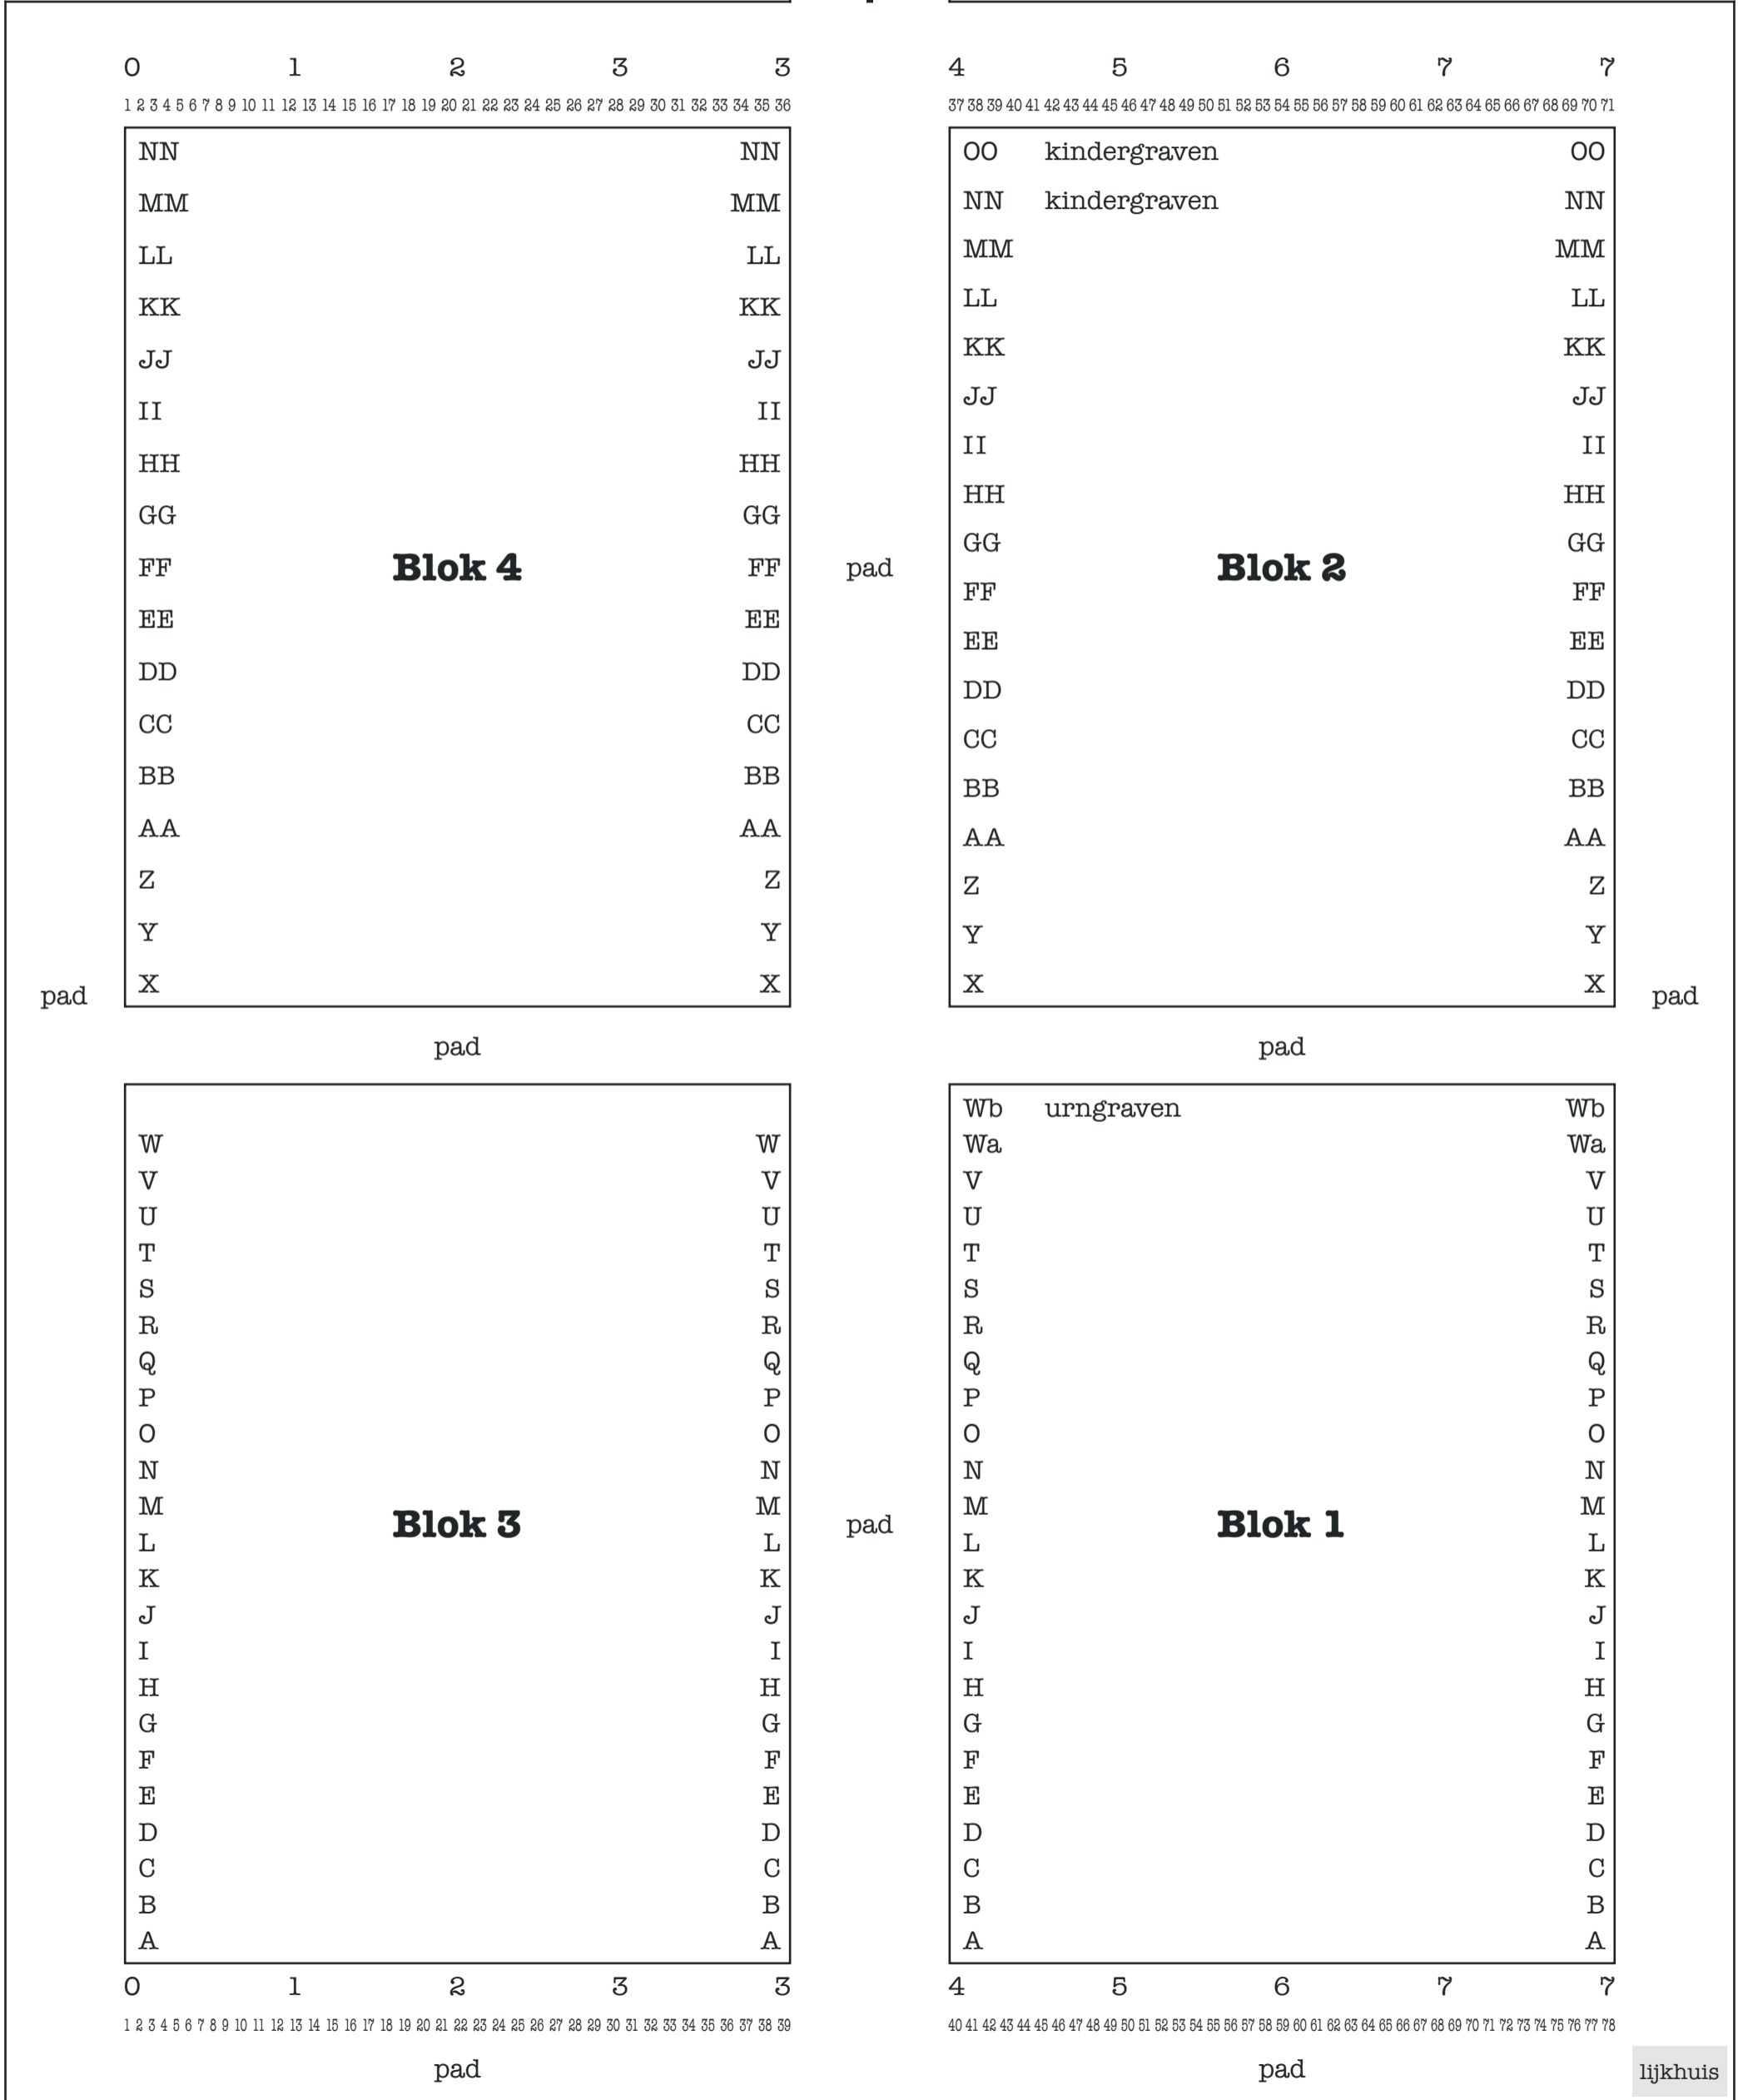 0 1 2 3 3
1 2 3 4 5 6 7 8 9 10 11 12 13 14 15 16 17 18 19 20 21 22 23 24 25 26 27 28 29 30 31 32 33 34 35 36
NN NN
MM MM
LL LL
KK KK
JJ JJ
II II
HH HH
GG GG
FF Blok 4 FF
EE EE
DD DD
CC CC
BB BB
AA AA
Z Z
Y Y
X X
pad
pad
pad
4 5 6 7 7
37 38 39 40 41 42 43 44 45 46 47 48 49 50 51 52 53 54 55 56 57 58 59 60 61 62 63 64 65 66 67 68 69 70 71
OO kindergraven OO
NN kindergraven NN
MM MM
LL LL
KK KK
JJ JJ
II II
HH HH
GG GG
Blok 2
FF FF
EE EE
DD DD
CC CC
BB BB
AA AA
Z Z
Y Y
X X
pad
pad
W W
V V
U U
T T
S S
R R
Q Q
P P
O O
N N
M M
Blok 3
L L
K K
J J
I I
H H
G G
F F
E E
D D
C C
B B
A A
0 1 2 3 3
1 2 3 4 5 6 7 8 9 10 11 12 13 14 15 16 17 18 19 20 21 22 23 24 25 26 27 28 29 30 31 32 33 34 35 36 37 38 39
pad
pad
Wb urngraven Wb
Wa Wa
V V
U U
T T
S S
R R
Q Q
P P
O O
N N
M M
Blok 1
L L
K K
J J
I I
H H
G G
F F
E E
D D
C C
B B
A A
4 5 6 7 7
40 41 42 43 44 45 46 47 48 49 50 51 52 53 54 55 56 57 58 59 60 61 62 63 64 65 66 67 68 69 70 71 72 73 74 75 76 77 78
pad
lijkhuis